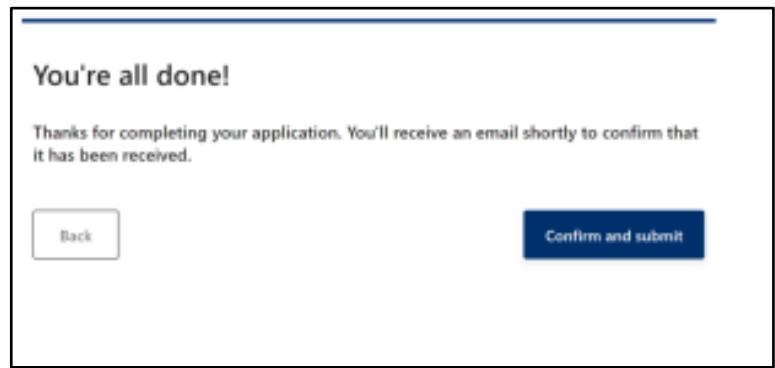 You're all done!
Thanks for completing your application. You'll receive an email shortly to confirm that
it has been received.
Back
Confirm and submit